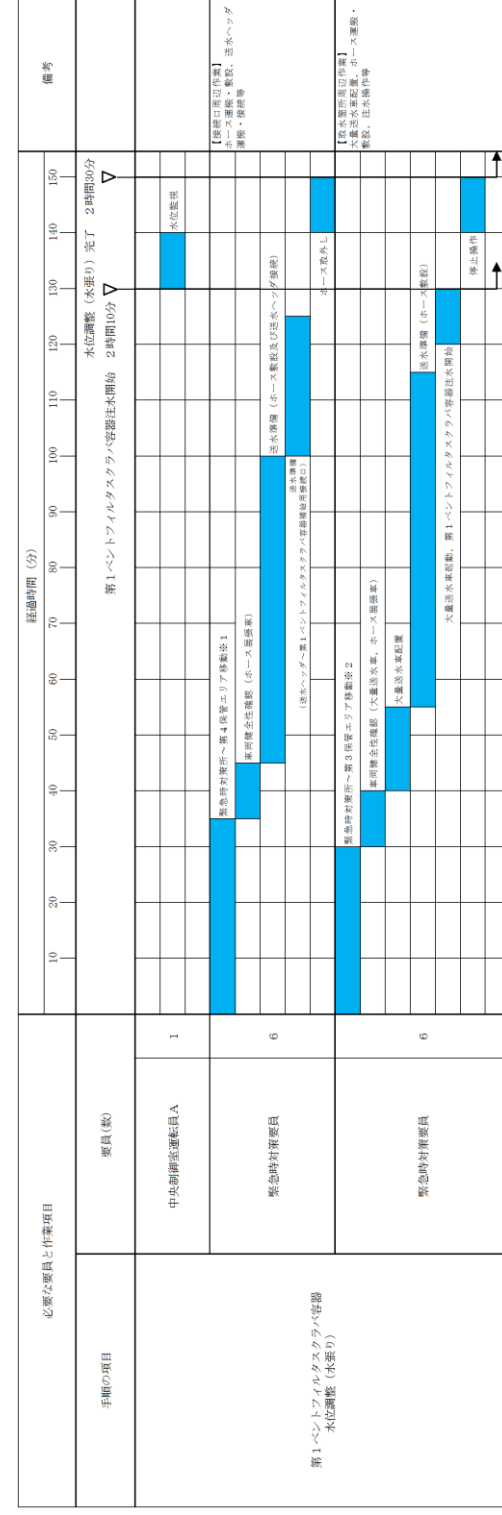 必要な要員と作業項目
経過時間（分）
備考
手順の項目
要員(数)
10
20
30
40
50
60
70
80
90
100
110
120
130
140
150
水位調整（水張り）完了　2時間30分
第1ベントフィルタスクラバ容器注水開始　2時間10分
第1ベントフィルタスクラバ容器
水位調整（水張り）
中央制御室運転員A
1
水位監視
緊急時対策要員
6
緊急時対策所～第4保管エリア移動※1
車両健全性確認（ホース展張車）
送水準備（ホース敷設及び送水ヘッダ接続）
送水準備
（送水ヘッダ～第1ベントフィルタスクラバ容器補給用接続口）
ホース取外し
【接続口周辺作業】
ホース運搬・敷設，送水ヘッダ
運搬・接続等
緊急時対策要員
6
緊急時対策所～第3保管エリア移動※2
車両健全性確認（大量送水車，ホース展張車）
大量送水車配置
送水準備（ホース敷設）
大量送水車起動，第1ベントフィルタスクラバ容器注水開始
停止操作
【取水箇所周辺作業】
大量送水車配置，ホース運搬・
敷設，注水操作等